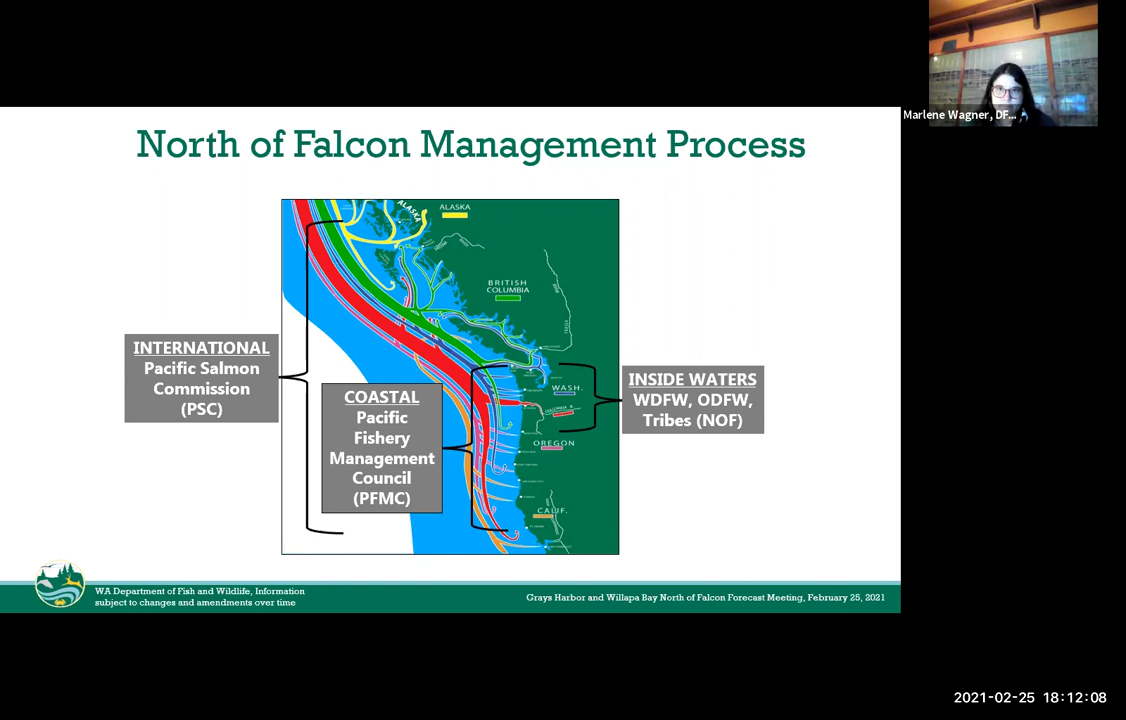 Marlene Wagner, DF...
North of Falcon Management Process
ALASKA
ALASKA
BRITISH
COLUMBIA
INTERNATIONAL
Pacific Salmon
Commission
(PSC)
COASTAL
Pacific
Fishery
Management
Council
(PFMC)
WASH.
COLUMBIA R.
OREGON
CALIF.
INSIDE WATERS
WDFW, ODFW,
Tribes (NOF)
WA Department of Fish and Wildlife, Information
subject to changes and amendments over time
Grays Harbor and Willapa Bay North of Falcon Forecast Meeting, February 25, 2021
2021-02-25 18:12:08